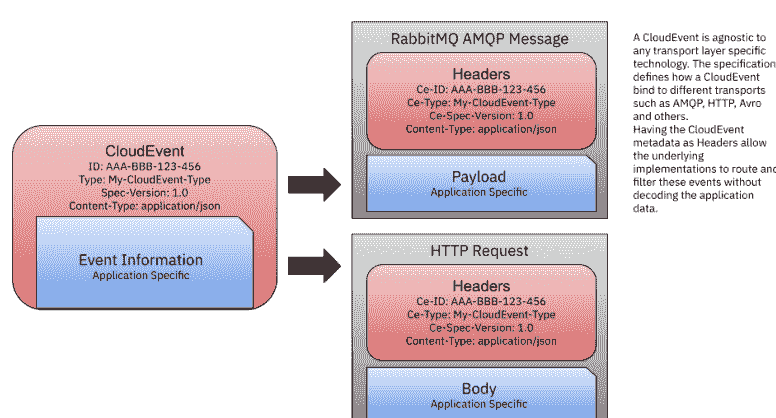 RabbitMQ AMQP Message
Headers
Ce-ID: AAA-BBB-123-456
Ce-Type: My-CloudEvent-Type
Ce-Spec-Version: 1.0
Content-Type: application/json
Payload
Application Specific
CloudEvent
ID: AAA-BBB-123-456
Type: My-CloudEvent-Type
Spec-Version: 1.0
Content-Type: application/json
Event Information
Application Specific
HTTP Request
Headers
Ce-ID: AAA-BBB-123-456
Ce-Type: My-CloudEvent-Type
Ce-Spec-Version: 1.0
Content-Type: application/json
Body
Application Specific
A CloudEvent is agnostic to
any transport layer specific
technology. The specification
defines how a CloudEvent
bind to different transports
such as AMQP, HTTP, Avro
and others.
Having the CloudEvent
metadata as Headers allow
the underlying
implementations to route and
filter these events without
decoding the application
data.